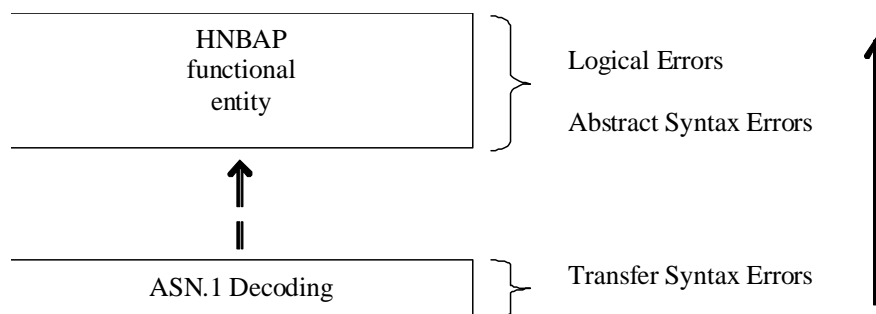 HNBAP
functional
entity
Logical Errors
Abstract Syntax Errors
ASN.1 Decoding
Transfer Syntax Errors